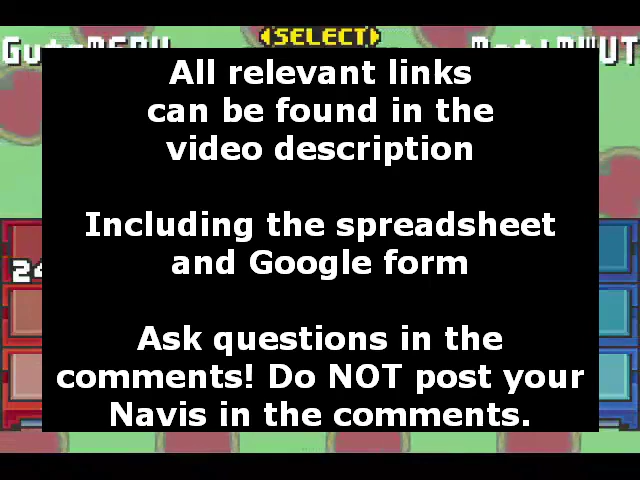 SELECT
All relevant links
can be found in the
video description
Including the spreadsheet
and Google form
24
Ask questions in the
comments! Do NOT post your
Navis in the comments.